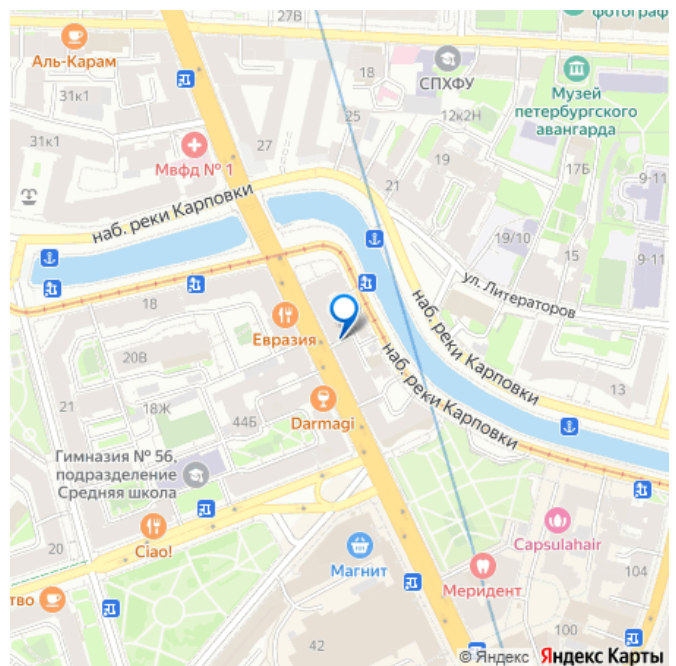 27В
фотограф
Аль-Карам
18
СПХФУ
Музей
петербургского
авангарда
31к1
25
12к2Н
31к1
27
19
Мвфд № 1
21
17Б
9-11
наб. реки Карповки
19/10
15
9-11
ул. Литераторов
18
наб. реки Карповки
Евразия
20В
наб. реки Карповки
13
21
18Ж
44Б
Darmagi
Гимназия № 56,
подразделение
Средняя школа
20
Ciao!
Магнит
Capsulahair
Меридент
104
тво
42
100
© Яндекс Яндекс Карты